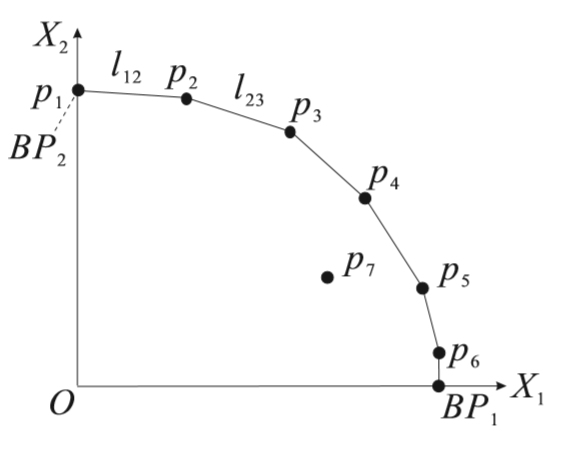 X₂
l₁₂
p₂
l₂₃
p₃
p₁
BP₂
p₄
p₇
p₅
p₆
O
BP₁
X₁